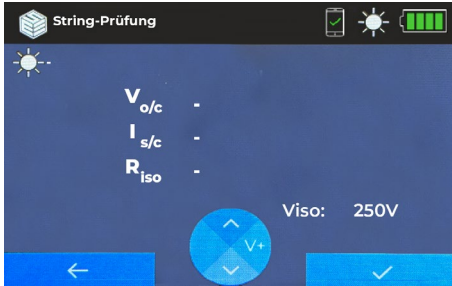 String-Prüfung
Vo/c -
Is/c -
Riso -
Viso: 250V
V+